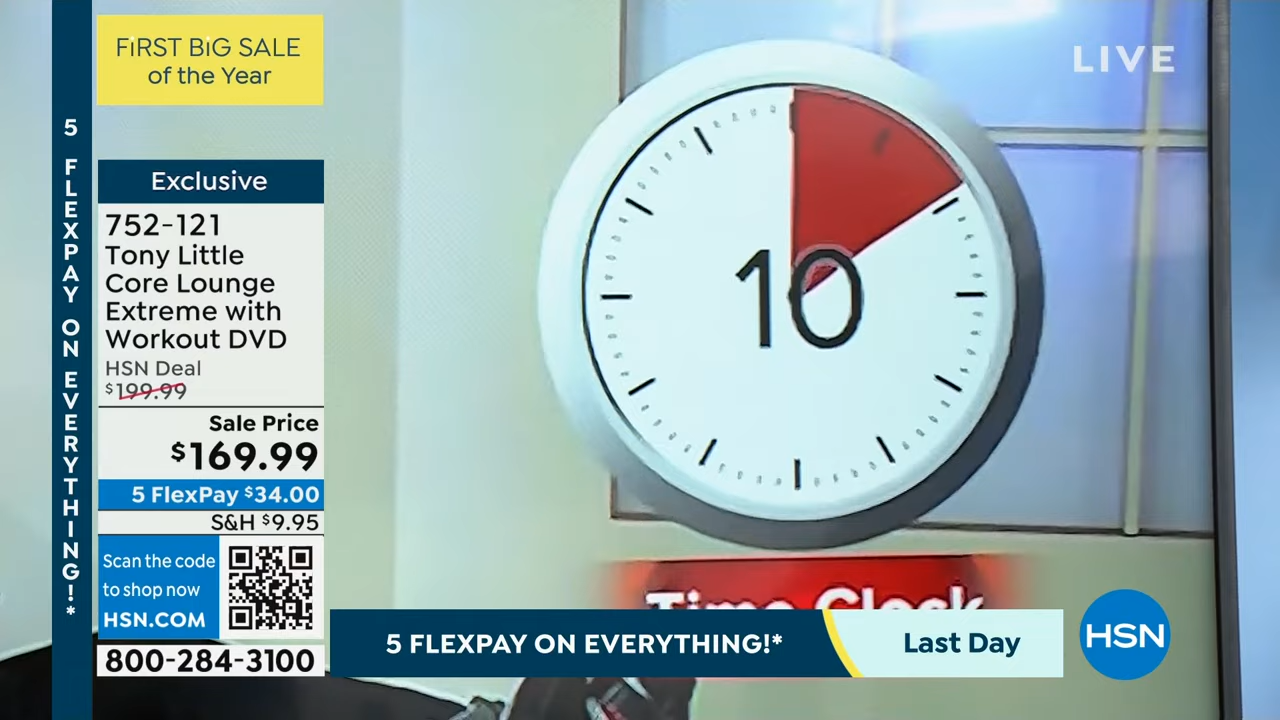 FiRST BiG SALE
of the Year
LIVE
5 FLEXPAY ON EVERYTHING!*
Exclusive
752-121
Tony Little
Core Lounge
Extreme with
Workout DVD
HSN Deal
$199.99
Sale Price
$169.99
5 FlexPay $34.00
S&H $9.95
Scan the code
to shop now
HSN.COM
800-284-3100
10
Time Clock
5 FLEXPAY ON EVERYTHING!*
Last Day
HSN